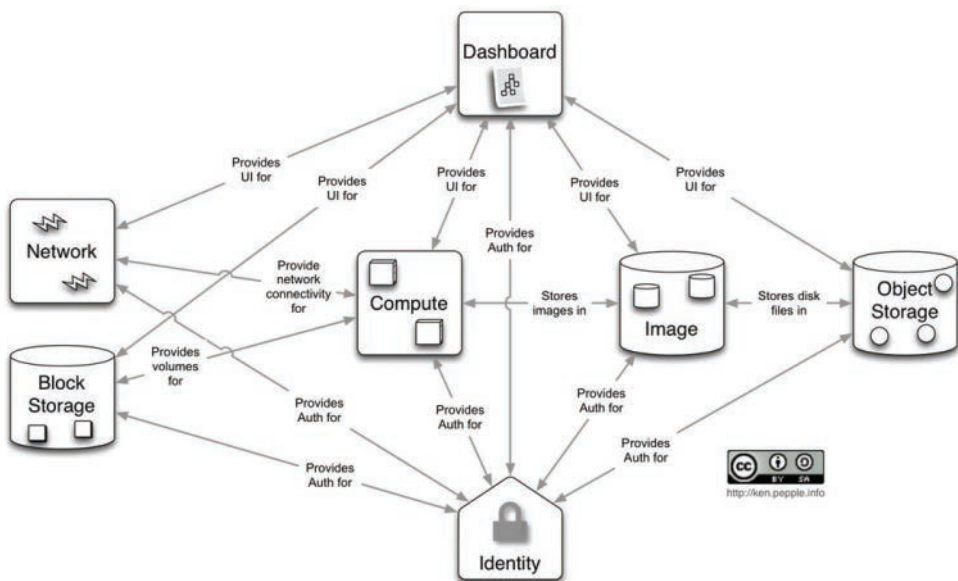 Dashboard
Provides
UI for
Provides
UI for
Provides
UI for
Provides
UI for
Provides
UI for
Provides
Auth for
Network
Provide
network
connectivity
for
Compute
Stores
images in
Image
Stores disk
files in
Object
Storage
Block
Storage
Provides
volumes
for
Provides
Auth for
Provides
Auth for
Provides
Auth for
Provides
Auth for
Provides
Auth for
cc
BY SA
http://ken.pepple.info
Identity